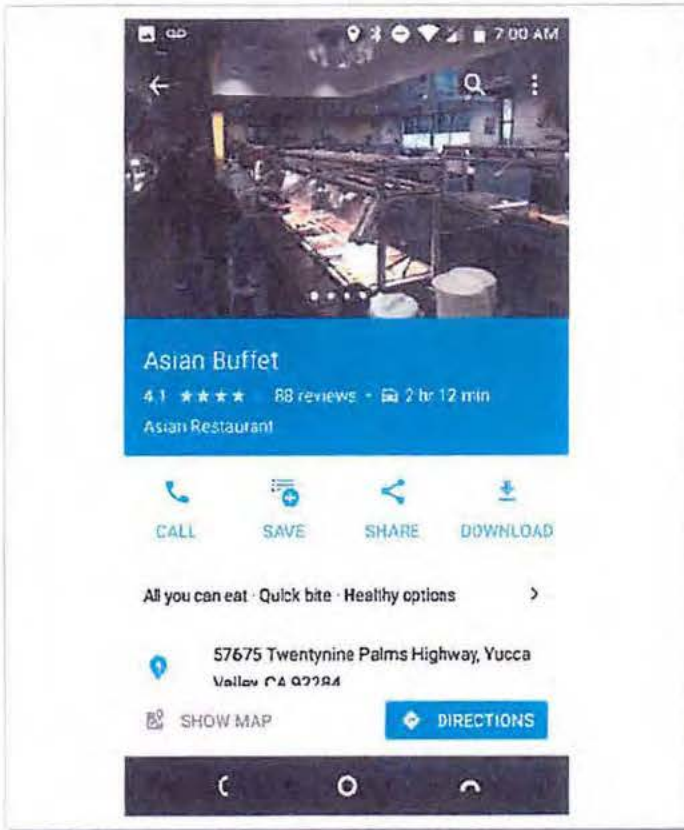 7:00 AM
Asian Buffet
4.1 ★★★★ 88 reviews - 2 hr 12 min
Asian Restaurant
CALL SAVE SHARE DOWNLOAD
All you can eat · Quick bite · Healthy options >
57675 Twentynine Palms Highway, Yucca
Valley CA 92284
SHOW MAP DIRECTIONS